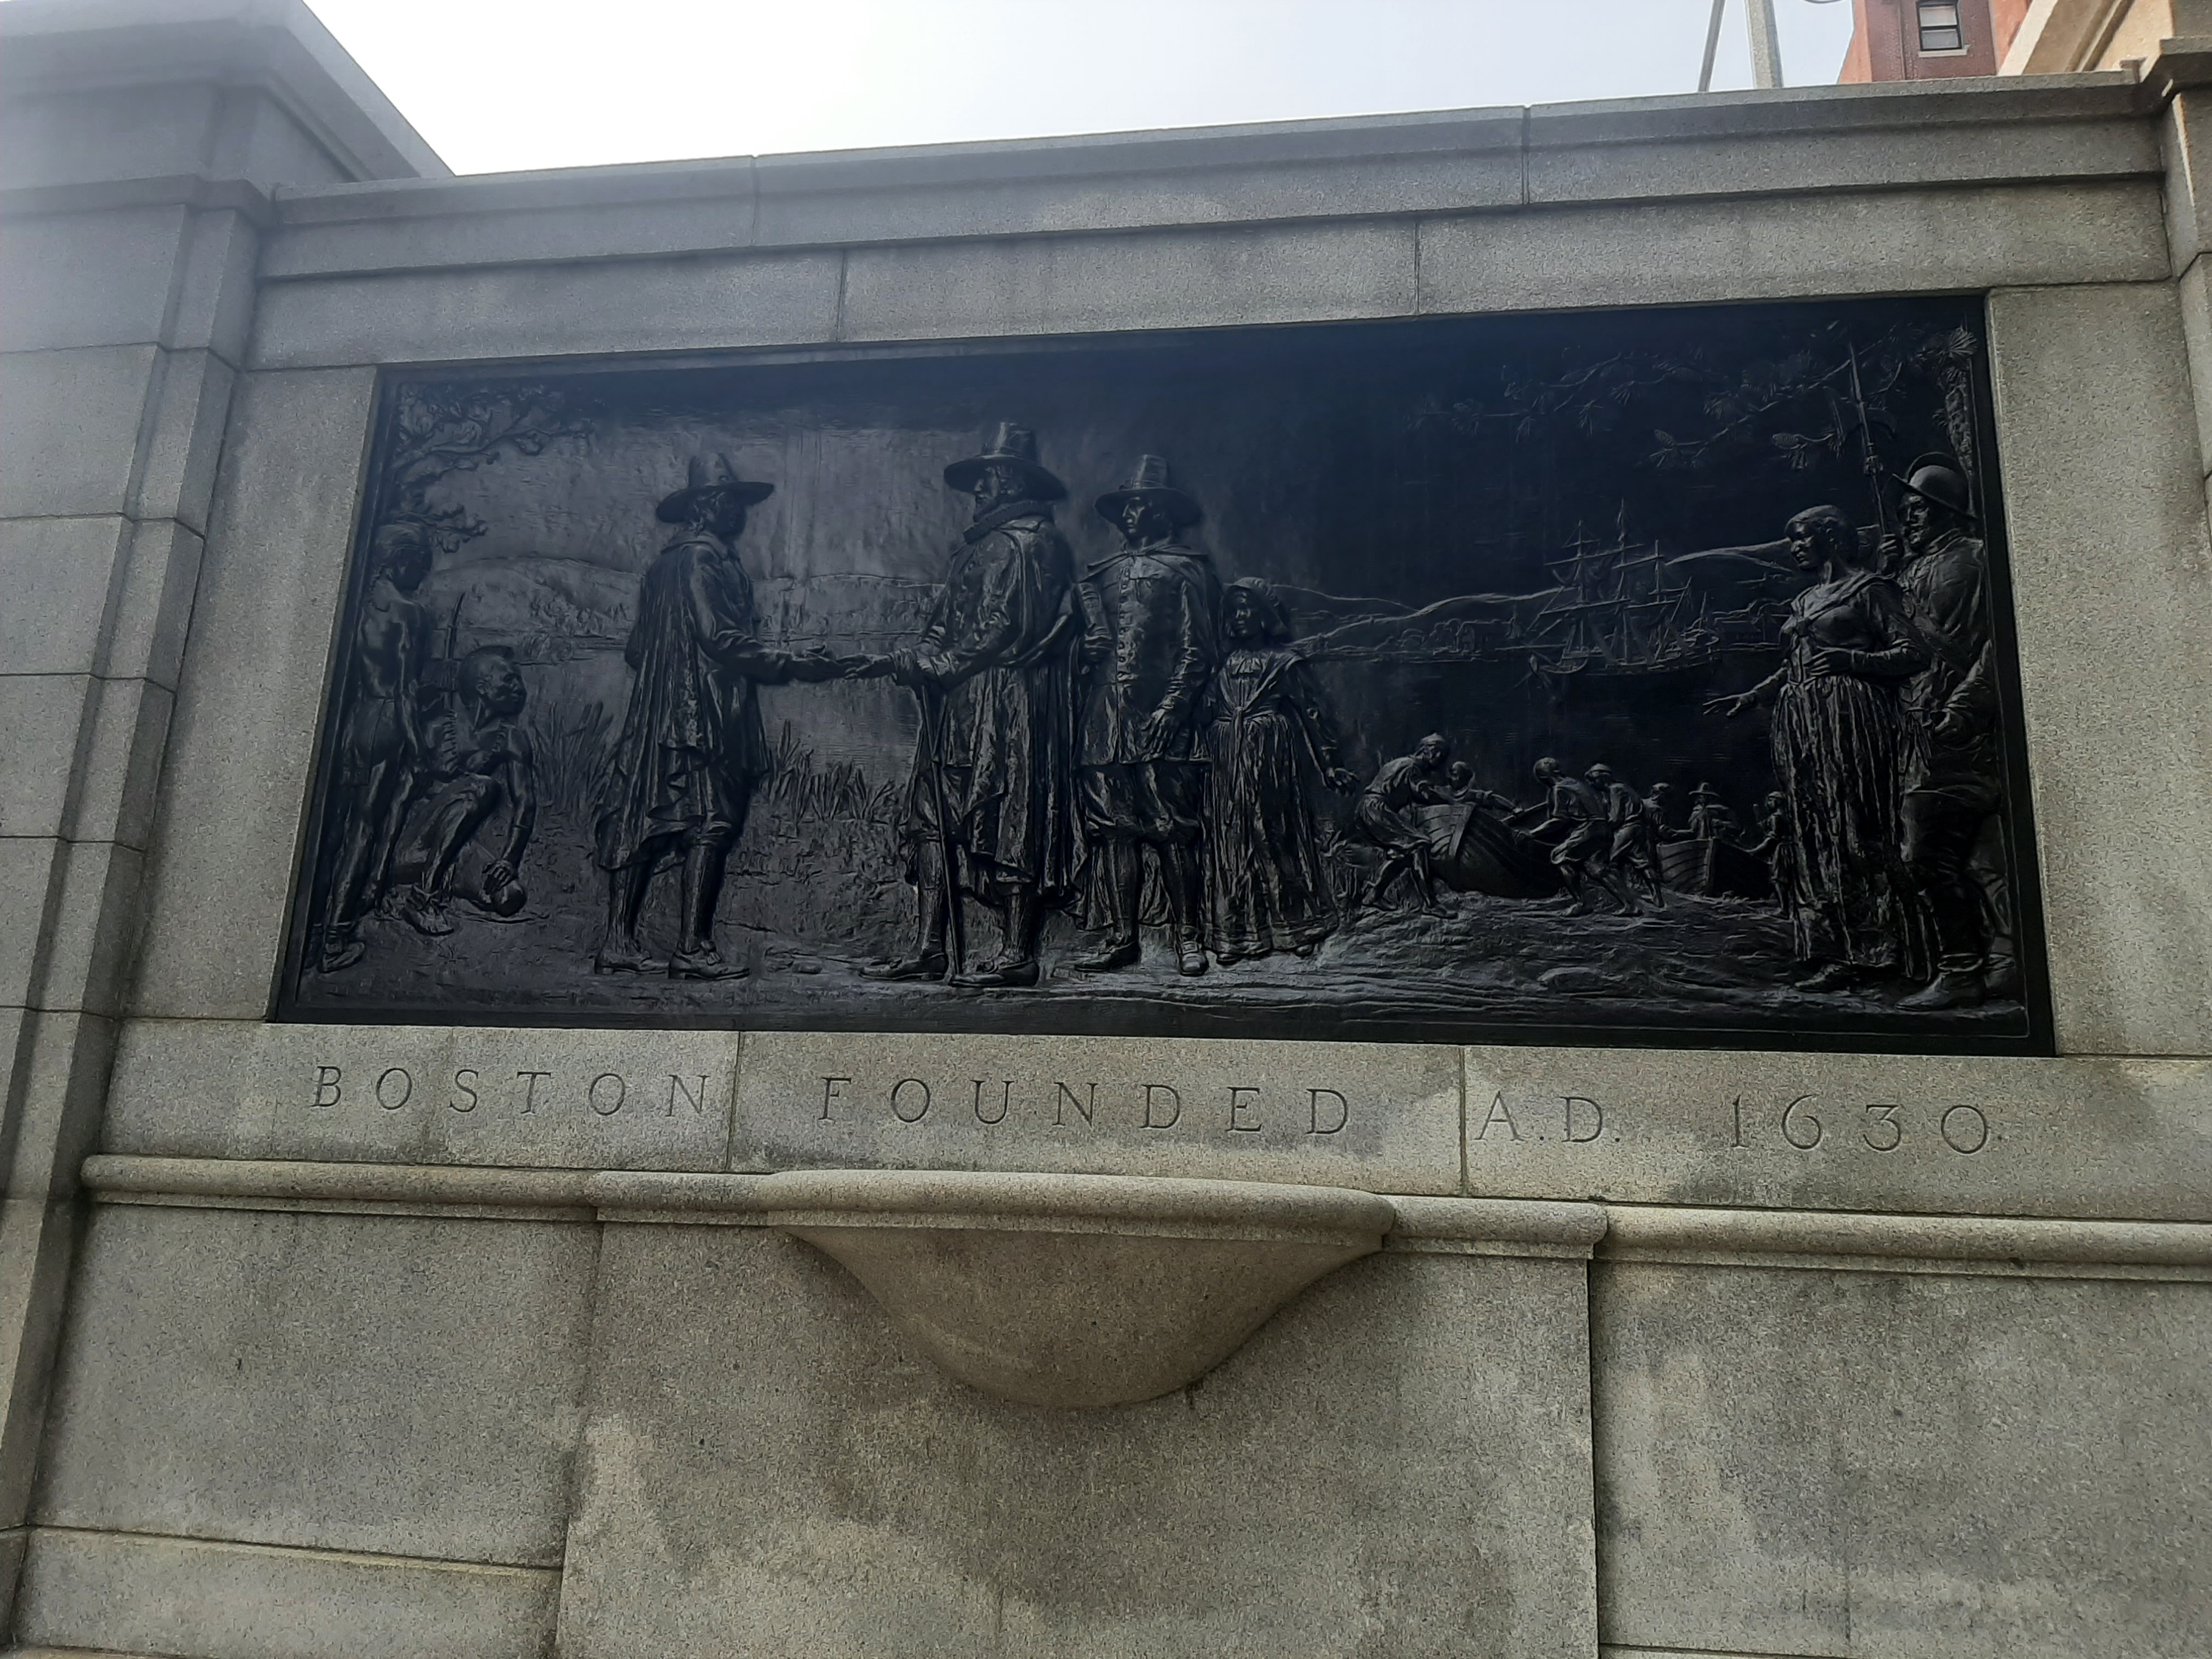 BOSTON FOUNDED A.D. 1630